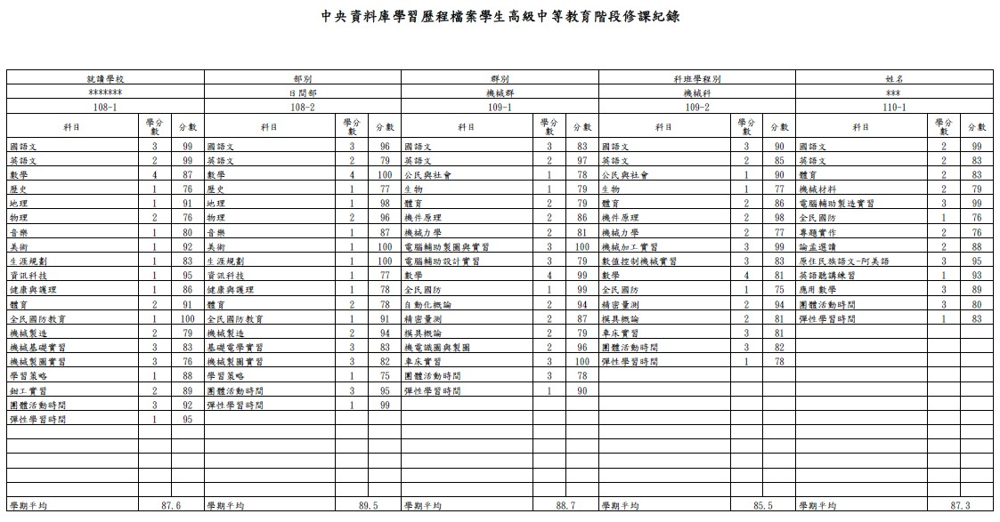 中央資料庫學習歷程檔案學生高級中等教育階段修課紀錄
就讀學校 部別 群別 科班學程別 姓名
******* 日間部 機械群 機械科 ***
108-1 108-2 109-1 109-2 110-1
科目 學分數 分數 科目 學分數 分數 科目 學分數 分數 科目 學分數 分數 科目 學分數 分數
國語文 3 99 國語文 3 96 國語文 3 83 國語文 3 90 國語文 2 99
英語文 2 99 英語文 2 79 英語文 2 97 英語文 2 85 英語文 2 83
數學 4 87 數學 4 100 公民與社會 1 78 公民與社會 1 90 體育 2 83
歷史 1 76 歷史 1 77 生物 1 79 生物 1 77 機械材料 2 79
地理 1 91 地理 1 98 體育 2 79 體育 2 86 電腦輔助製造實習 3 99
物理 2 76 物理 2 96 機件原理 2 86 機件原理 2 98 全民國防 1 76
音樂 1 80 音樂 1 87 機械力學 2 81 機械力學 2 77 專題實作 2 76
美術 1 92 美術 1 100 電腦輔助製圖與實習 3 100 機械加工實習 3 99 論孟選讀 2 88
生涯規劃 1 83 生涯規劃 1 100 電腦輔助設計實習 3 79 數值控制機械實習 3 83 原住民族語文-阿美語 3 95
資訊科技 1 95 資訊科技 1 77 數學 4 99 數學 4 81 英語聽講練習 1 93
健康與護理 1 86 健康與護理 1 78 全民國防 1 99 全民國防 1 75 應用數學 3 89
體育 2 91 體育 2 78 自動化概論 2 94 精密量測 2 94 團體活動時間 3 80
全民國防教育 1 100 全民國防教育 1 91 精密量測 2 87 模具概論 2 81 彈性學習時間 1 83
機械製造 2 79 機械製造 2 94 模具概論 2 79 車床實習 3 81
機械基礎實習 3 83 基礎電學實習 3 83 機電識圖與製圖 2 96 團體活動時間 3 82
機械製圖實習 3 76 機械製圖實習 3 82 車床實習 3 100 彈性學習時間 1 78
學習策略 1 88 學習策略 1 75 團體活動時間 3 78
鉗工實習 2 89 團體活動時間 3 95 彈性學習時間 1 90
團體活動時間 3 92 彈性學習時間 1 99
彈性學習時間 1 95
學期平均 87.6 學期平均 89.5 學期平均 88.7 學期平均 85.5 學期平均 87.3